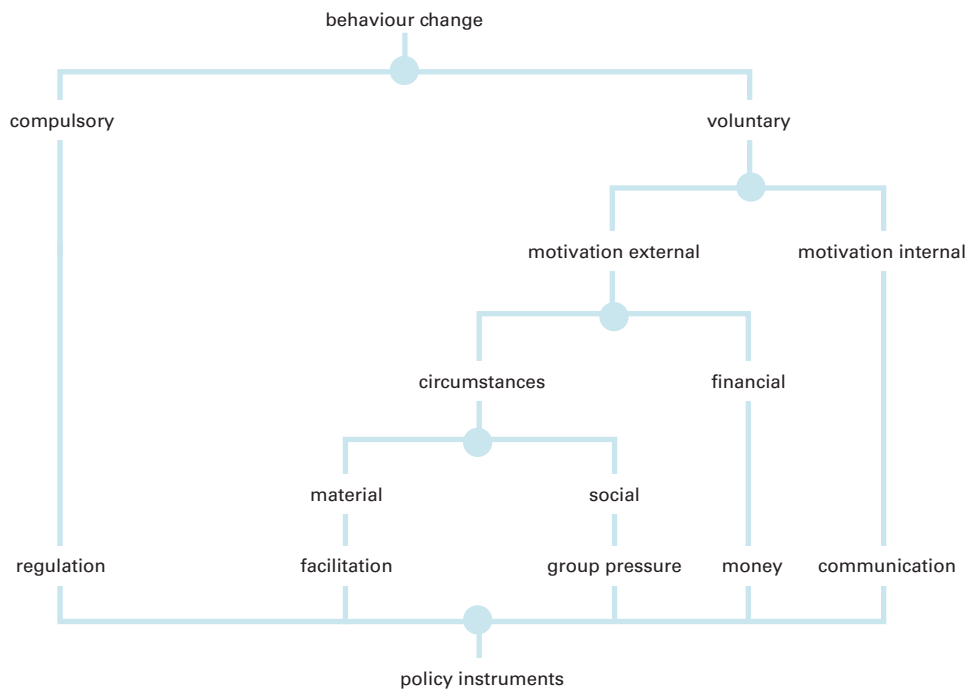 behaviour change
compulsory
voluntary
motivation external
motivation internal
circumstances
financial
material
social
regulation
facilitation
group pressure
money
communication
policy instruments